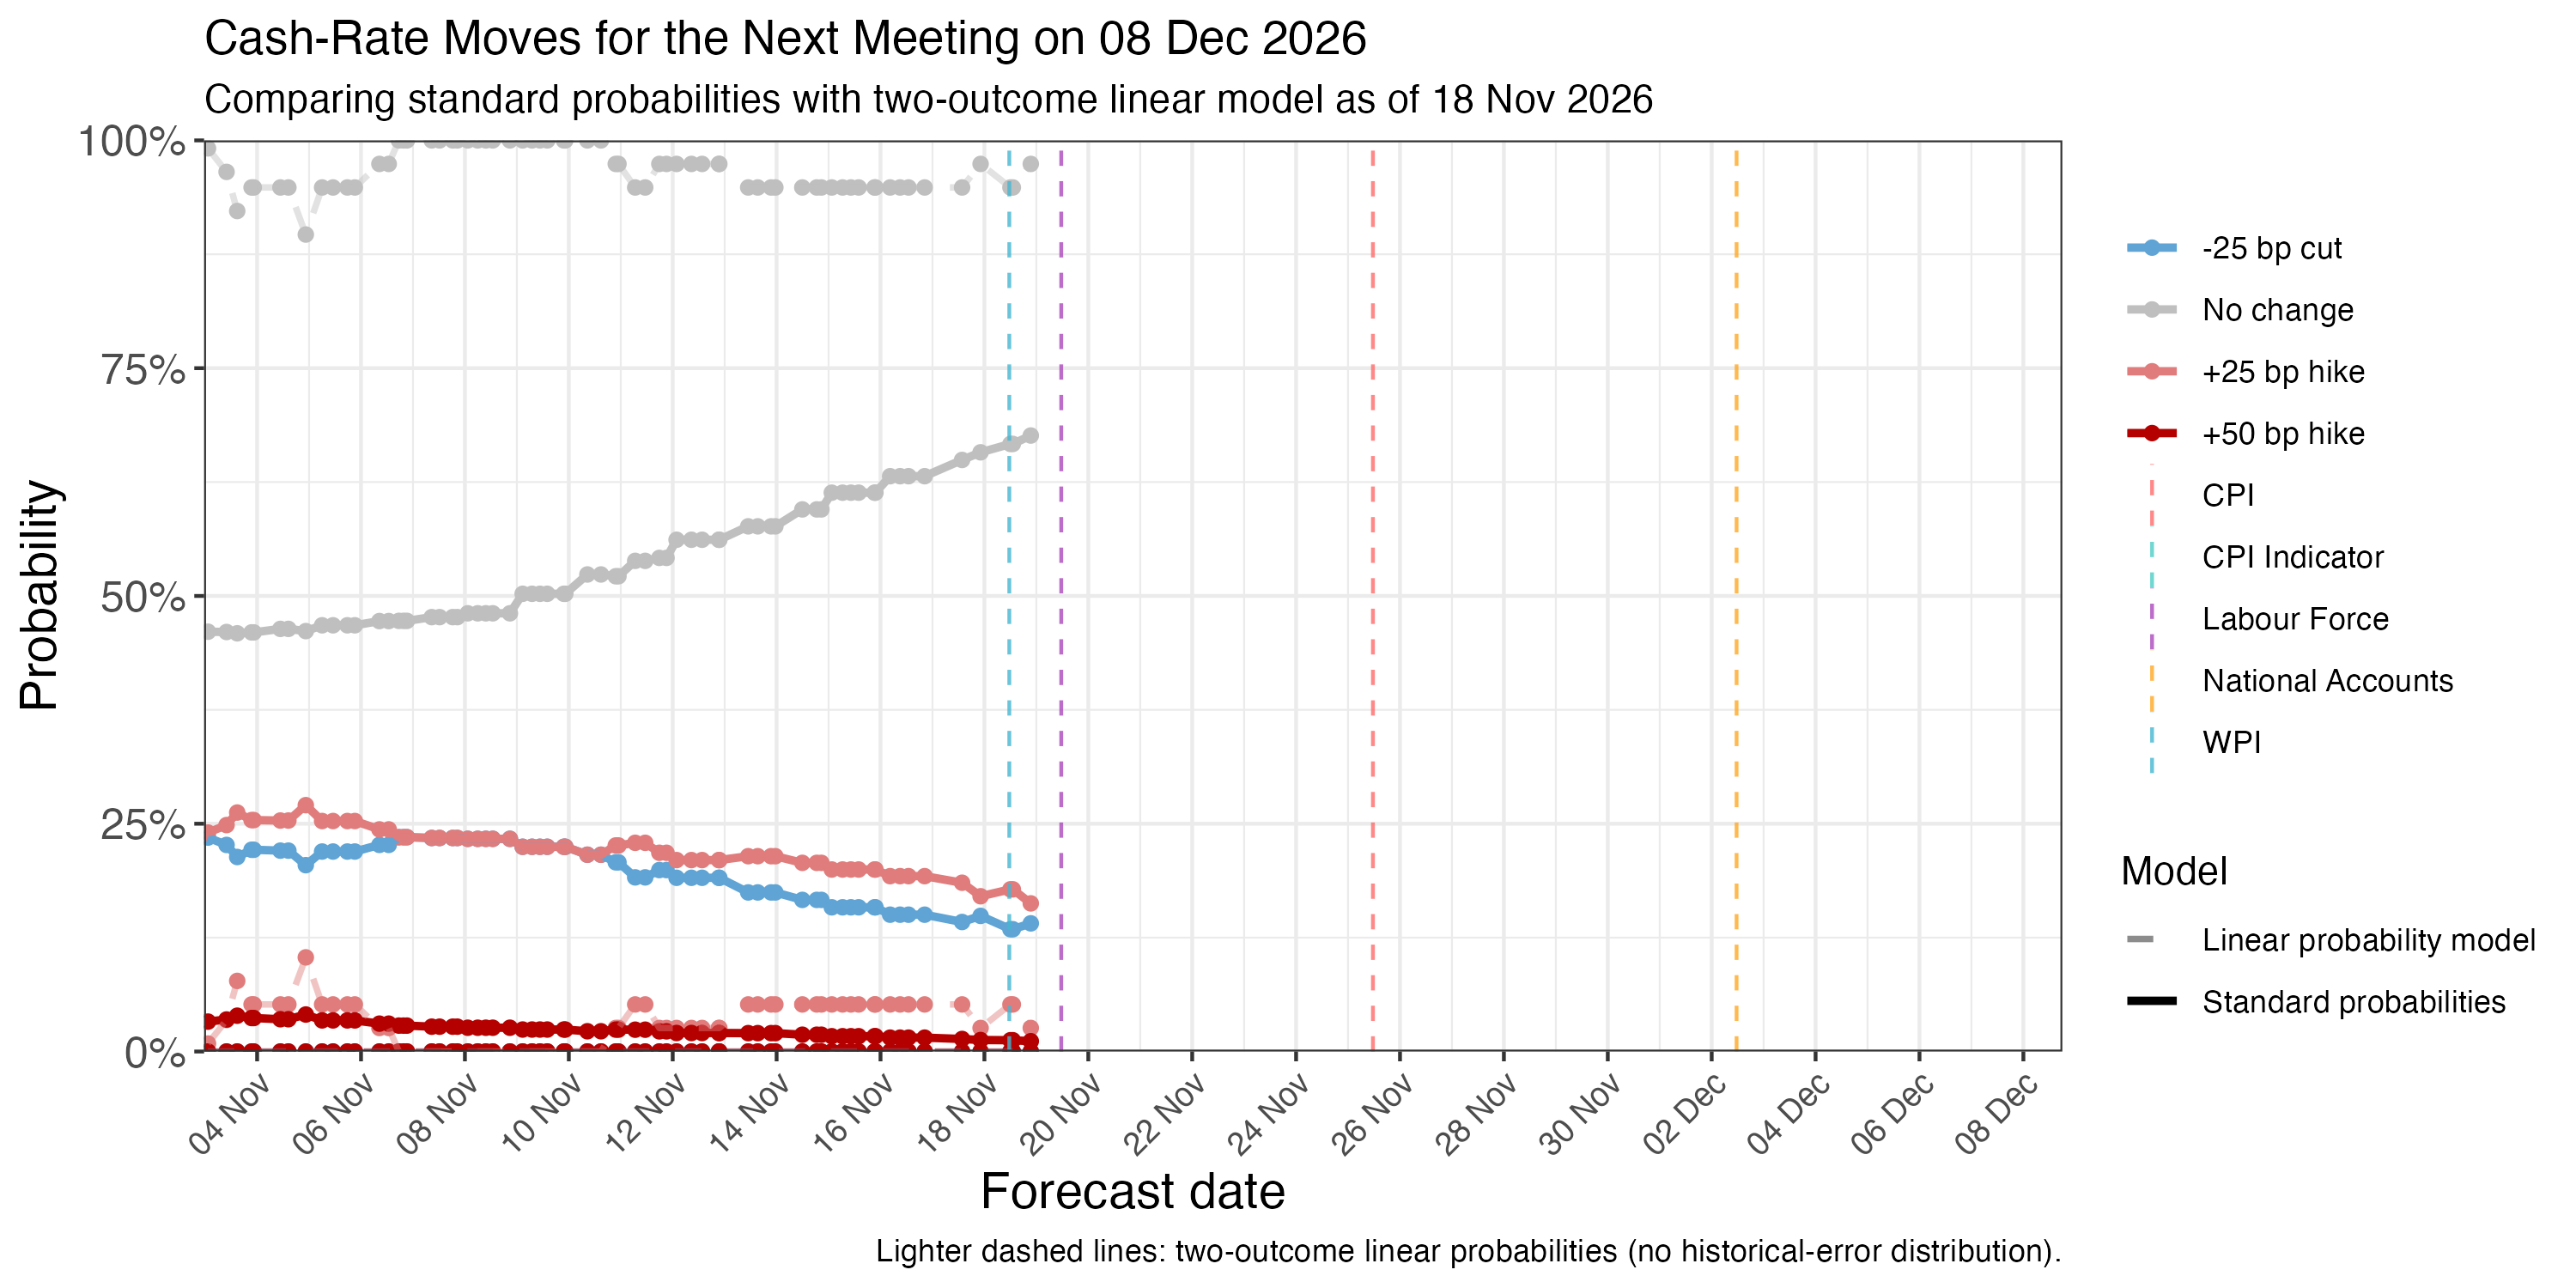 Cash-Rate Moves for the Next Meeting on 08 Dec 2026
Comparing standard probabilities with two-outcome linear model as of 18 Nov 2026
Probability
100%
75%
50%
25%
0%
04 Nov
06 Nov
08 Nov
10 Nov
12 Nov
14 Nov
16 Nov
18 Nov
20 Nov
22 Nov
24 Nov
26 Nov
28 Nov
30 Nov
02 Dec
04 Dec
06 Dec
08 Dec
Forecast date
-25 bp cut
No change
+25 bp hike
+50 bp hike
CPI
CPI Indicator
Labour Force
National Accounts
WPI
Model
Linear probability model
Standard probabilities
Lighter dashed lines: two-outcome linear probabilities (no historical-error distribution).